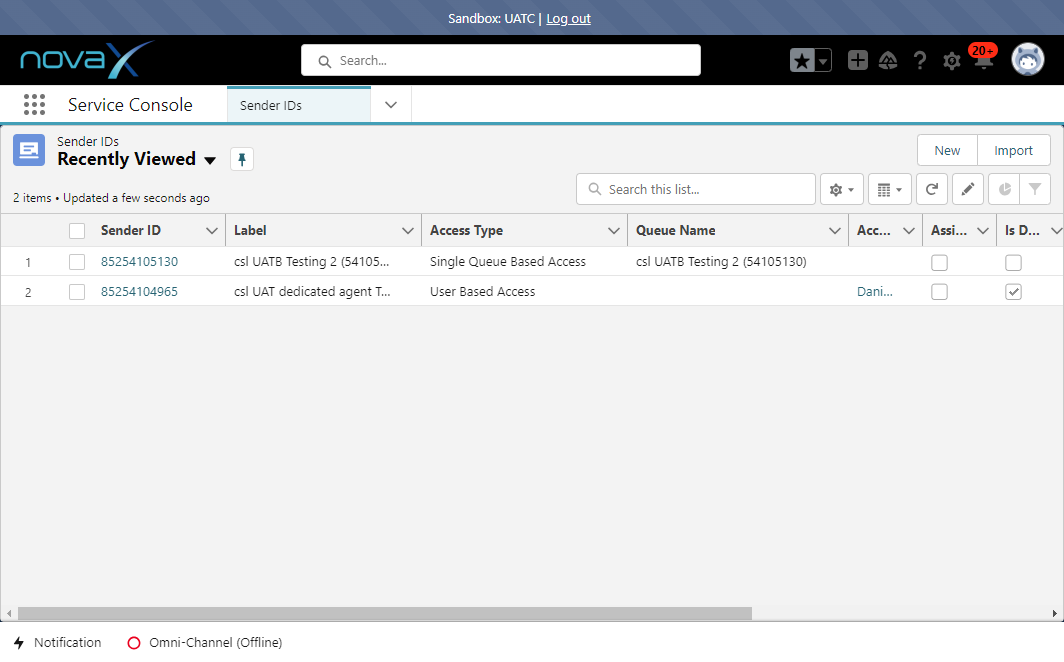 Sandbox: UATC | Log out
novaX
Search...
20+
Service Console
Sender IDs
Sender IDs
Recently Viewed
New
Import
2 items • Updated a few seconds ago
Search this list...
Sender ID
Label
Access Type
Queue Name
Acc...
Assi...
Is D...
1
85254105130
csl UATB Testing 2 (54105...
Single Queue Based Access
csl UATB Testing 2 (54105130)
2
85254104965
csl UAT dedicated agent T...
User Based Access
Dani...
Notification
Omni-Channel (Offline)